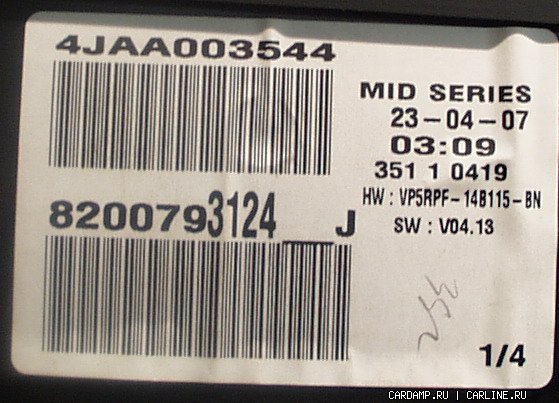 4JAA003544
MID SERIES
23-04-07
03:09
351 1 0419
HW : VP5RPF-14B115-BN
SW : V04.13
8200793124___J
1/4
CARDAMP.RU | CARLINE.RU